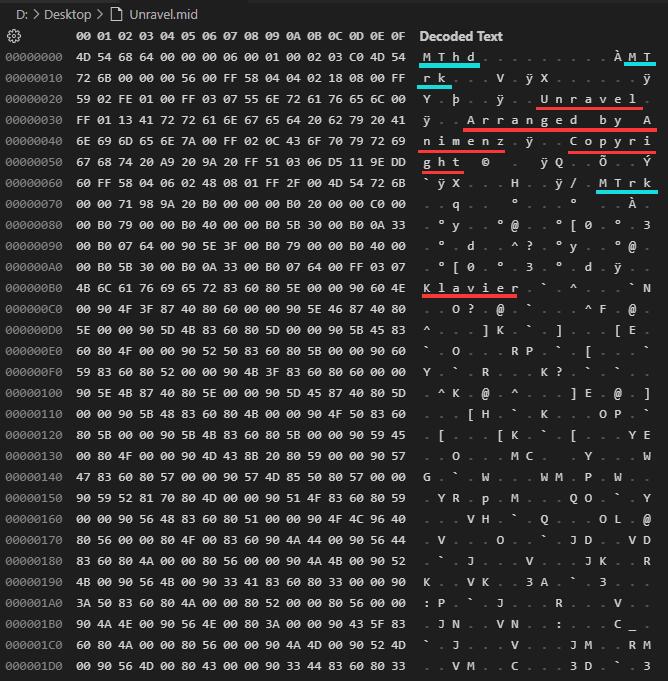 D: > Desktop > Unravel.mid
00 01 02 03 04 05 06 07 08 09 0A 0B 0C 0D 0E 0F Decoded Text
00000000 4D 54 68 64 00 00 00 06 00 01 00 02 03 C0 4D 54 M T h d . . . . . . . . . À M T
00000010 72 6B 00 00 00 56 00 FF 58 04 04 02 18 08 00 FF r k . . . V . ÿ X . . . . . . ÿ
00000020 59 02 FE 01 00 FF 03 07 55 6E 72 61 76 65 6C 00 Y . þ . . ÿ . . U n r a v e l .
00000030 FF 01 13 41 72 72 61 6E 67 65 64 20 62 79 20 41 ÿ . . A r r a n g e d   b y   A
00000040 6E 69 6D 65 6E 7A 00 FF 02 0C 43 6F 70 79 72 69 n i m e n z . ÿ . . C o p y r i
00000050 67 68 74 20 A9 20 9A 20 FF 51 03 06 D5 11 9E DD g h t   ©   .   ÿ Q . . Õ . . Ý
00000060 60 FF 58 04 06 02 48 08 01 FF 2F 00 4D 54 72 6B ` ÿ X . . . H . . ÿ / . M T r k
00000070 00 00 71 98 9A 20 B0 00 00 00 B0 20 00 00 C0 00 . . q . .   ° . . . °   . . À .
00000080 00 B0 79 00 00 B0 40 00 00 B0 5B 30 00 B0 0A 33 . ° y . . ° @ . . ° [ 0 . ° . 3
00000090 00 B0 07 64 00 90 5E 3F 00 B0 79 00 00 B0 40 00 . ° . d . . ^ ? . ° y . . ° @ .
000000A0 00 B0 5B 30 00 B0 0A 33 00 B0 07 64 00 FF 03 07 . ° [ 0 . ° . 3 . ° . d . ÿ . .
000000B0 4B 6C 61 76 69 65 72 83 60 80 5E 00 00 90 60 4E K l a v i e r . ` . ^ . . . ` N
000000C0 00 90 4F 3F 87 40 80 60 00 00 90 5E 46 87 40 80 . . O ? . @ . ` . . . ^ F . @ .
000000D0 5E 00 00 90 5D 4B 83 60 80 5D 00 00 90 5B 45 83 ^ . . . ] K . ` . ] . . . [ E .
000000E0 60 80 4F 00 00 90 52 50 83 60 80 5B 00 00 90 60 ` . O . . . R P . ` . [ . . . `
000000F0 59 83 60 80 52 00 00 90 4B 3F 83 60 80 60 00 00 Y . ` . R . . . K ? . ` . ` . .
00000100 90 5E 4B 87 40 80 5E 00 00 90 5D 45 87 40 80 5D . ^ K . @ . ^ . . . ] E . @ . ]
00000110 00 00 90 5B 48 83 60 80 4B 00 00 90 4F 50 83 60 . . . [ H . ` . K . . . O P . `
00000120 80 5B 00 00 90 5B 4B 83 60 80 5B 00 00 90 59 45 . [ . . . [ K . ` . [ . . . Y E
00000130 00 80 4F 00 00 90 4D 43 8B 20 80 59 00 00 90 57 . . O . . . M C .   . Y . . . W
00000140 47 83 60 80 57 00 00 90 57 4D 85 50 80 57 00 00 G . ` . W . . . W M . P . W . .
00000150 90 59 52 81 70 80 4D 00 00 90 51 4F 83 60 80 59 . Y R . p . M . . . Q O . ` . Y
00000160 00 00 90 56 48 83 60 80 51 00 00 90 4F 4C 96 40 . . . V H . ` . Q . . . O L . @
00000170 80 56 00 00 80 4F 00 83 60 90 4A 44 00 90 56 44 . V . . . O . . ` . J D . . V D
00000180 83 60 80 4A 00 00 80 56 00 00 90 4A 4B 00 90 52 . ` . J . . . V . . . J K . . R
00000190 4B 00 90 56 4B 00 90 33 41 83 60 80 33 00 00 90 K . . V K . . 3 A . ` . 3 . . .
000001A0 3A 50 83 60 80 4A 00 00 80 52 00 00 80 56 00 00 : P . ` . J . . . R . . . V . .
000001B0 90 4A 4E 00 90 56 4E 00 80 3A 00 00 90 43 5F 83 . J N . . V N . . : . . . C _ .
000001C0 60 80 4A 00 00 80 56 00 00 90 4A 4D 00 90 52 4D ` . J . . . V . . . J M . . R M
000001D0 00 90 56 4D 00 80 43 00 00 90 33 44 83 60 80 33 . . V M . . C . . . 3 D . ` . 3